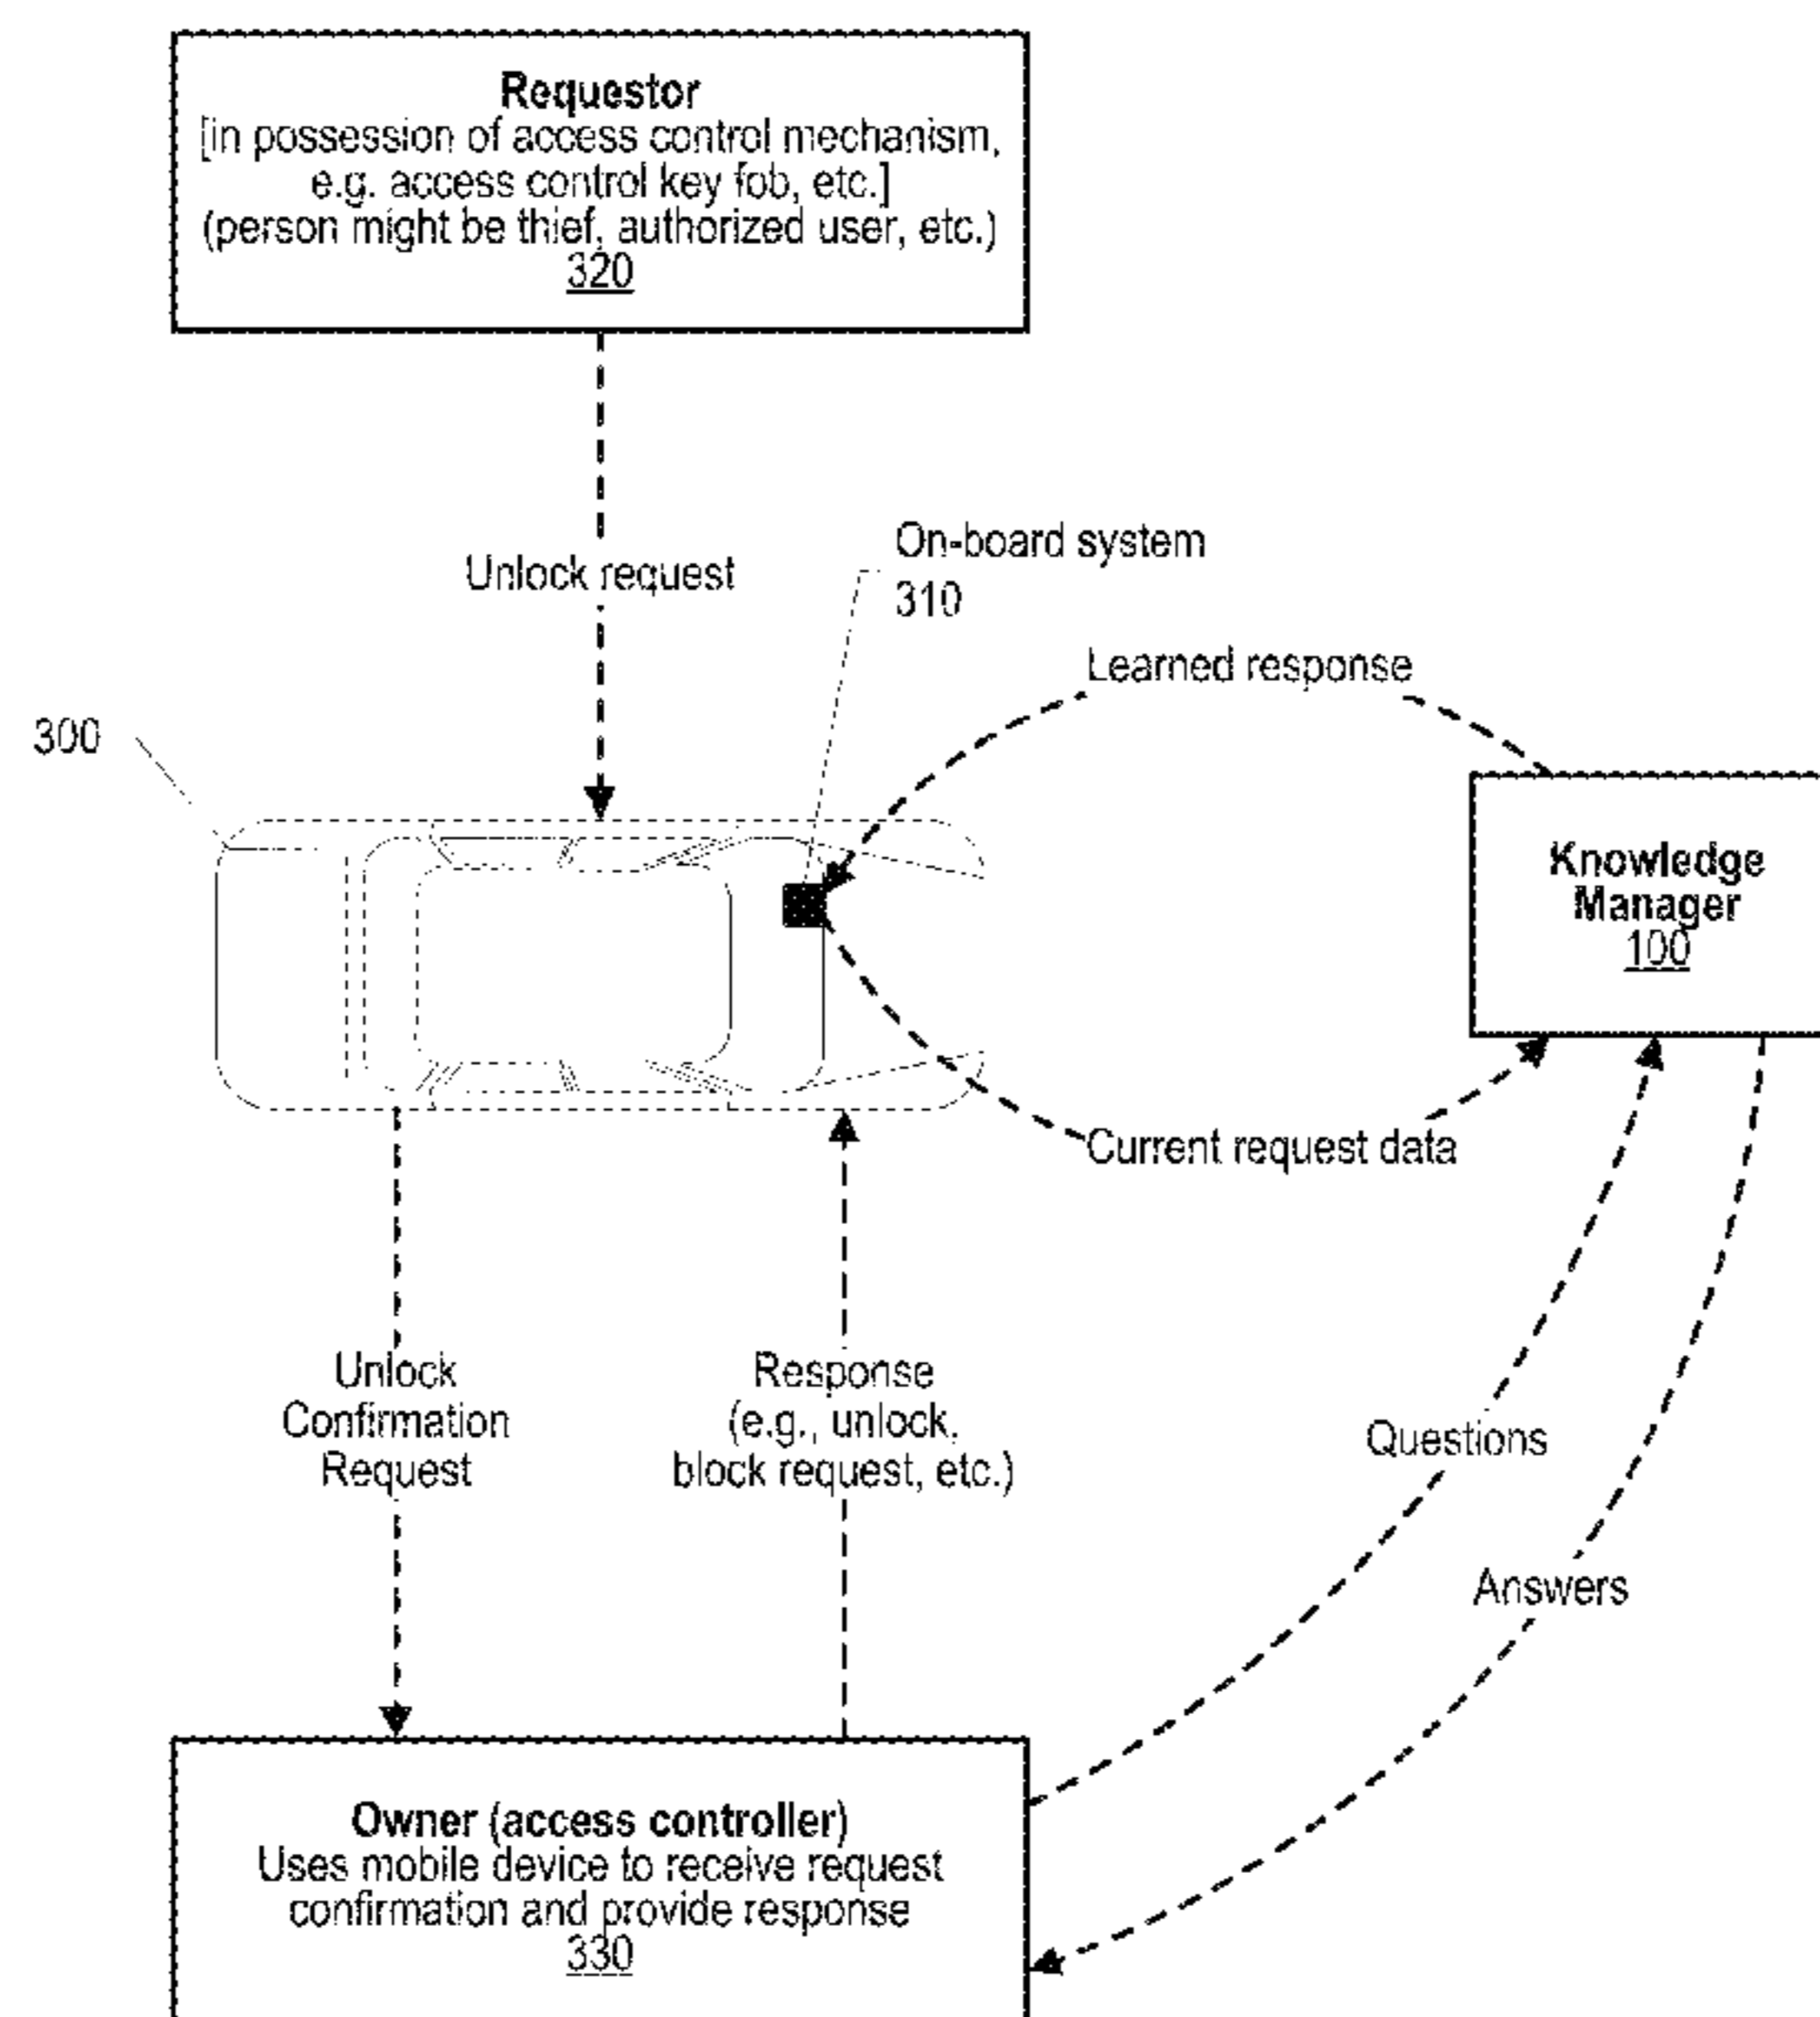 Requestor
[in possession of access control mechanism,
e.g. access control key fob, etc.]
(person might be thief, authorized user, etc.)
320
Unlock request
On-board system
310
Learned response
300
Knowledge
Manager
100
Current request data
Unlock
Confirmation
Request
Response
(e.g., unlock,
block request, etc.)
Questions
Answers
Owner (access controller)
Uses mobile device to receive request
confirmation and provide response
330